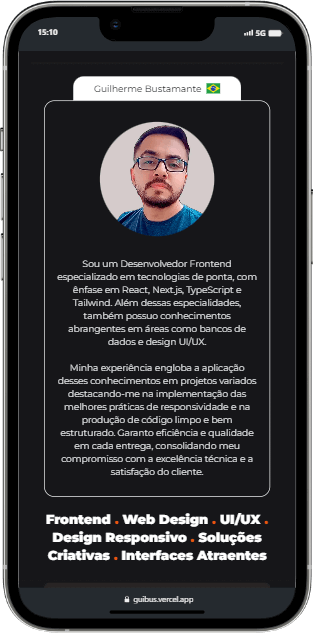 15:10
5G
Guilherme Bustamante
Sou um Desenvolvedor Frontend
especializado em tecnologias de ponta, com
ênfase em React, Next.js, TypeScript e
Tailwind. Além dessas especialidades,
também possuo conhecimentos
abrangentes em áreas como bancos de
dados e design UI/UX.
Minha experiência engloba a aplicação
desses conhecimentos em projetos variados
destacando-me na implementação das
melhores práticas de responsividade e na
produção de código limpo e bem
estruturado. Garanto eficiência e qualidade
em cada entrega, consolidando meu
compromisso com a excelência técnica e a
satisfação do cliente.
Frontend . Web Design . UI/UX .
Design Responsivo . Soluções
Criativas . Interfaces Atraentes
guibus.vercel.app